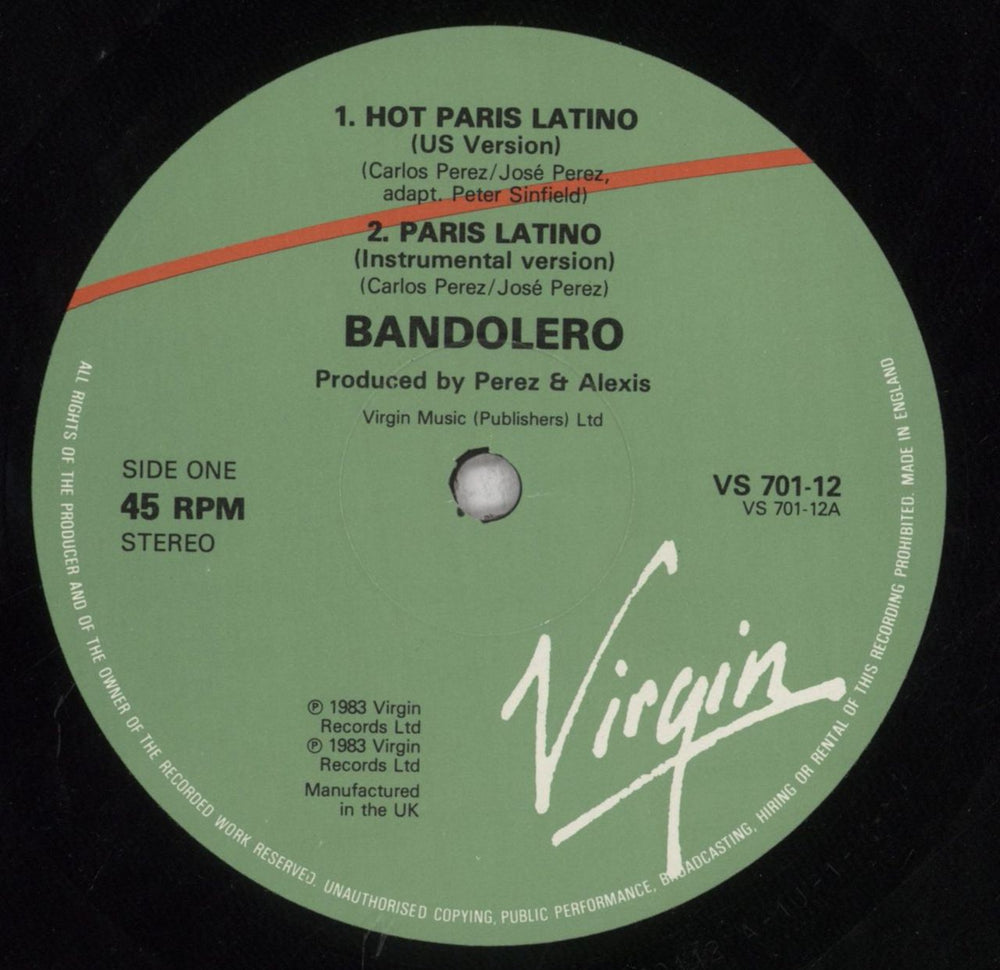 1. HOT PARIS LATINO
(US Version)
(Carlos Perez/José Perez,
adapt. Peter Sinfield)
2. PARIS LATINO
(Instrumental version)
(Carlos Perez/José Perez)
BANDOLERO
Produced by Perez & Alexis
Virgin Music (Publishers) Ltd
SIDE ONE
45 RPM
STEREO
VS 701-12
VS 701-12A
Virgin
℗ 1983 Virgin
Records Ltd
℗ 1983 Virgin
Records Ltd
Manufactured
in the UK
ALL RIGHTS OF THE PRODUCER AND OF THE OWNER OF THE RECORDED WORK RESERVED. UNAUTHORISED COPYING, PUBLIC PERFORMANCE, BROADCASTING, HIRING OR RENTAL OF THIS RECORDING PROHIBITED. MADE IN ENGLAND